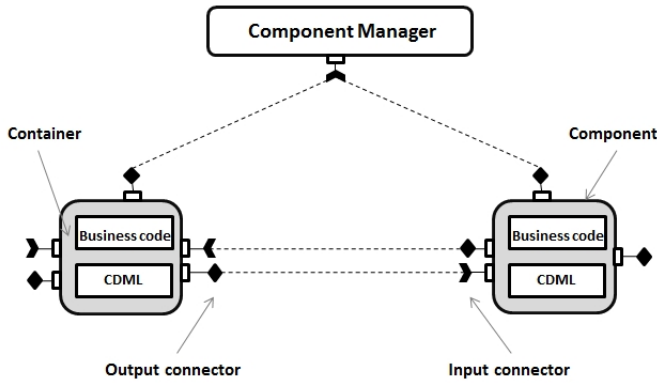 Component Manager
Container
Component
Business code
Business code
CDML
CDML
Output connector
Input connector